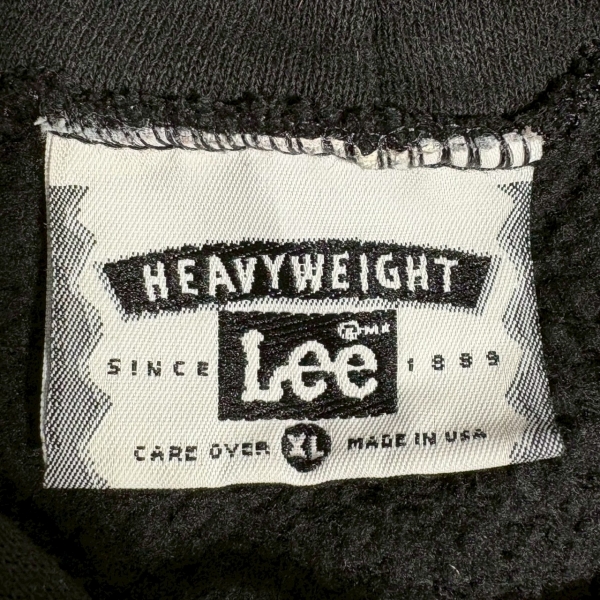 HEAVYWEIGHT
Lee ® M.R.
SINCE 1889
CARE OVER XL MADE IN USA